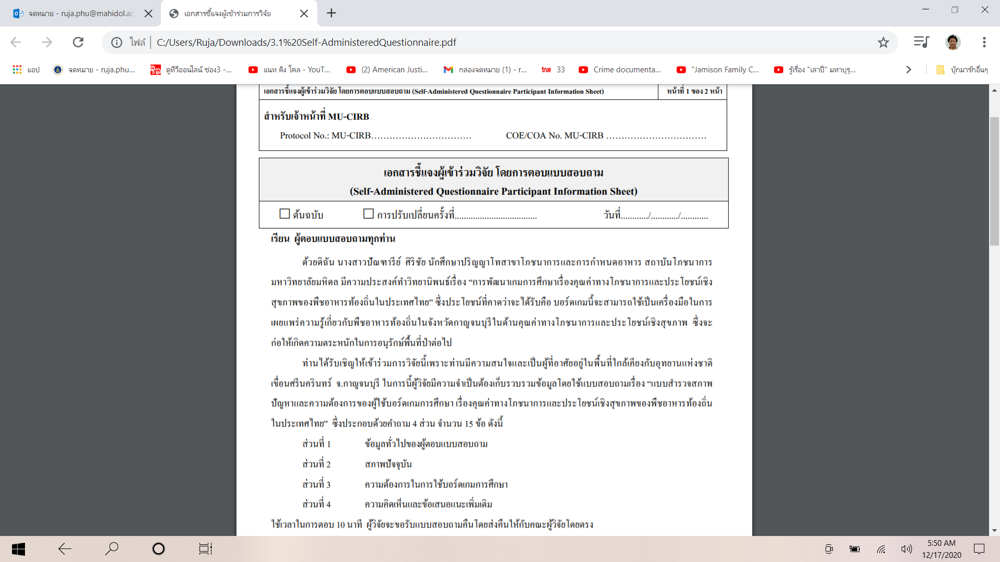 จดหมาย - ruja.phu@mahidol.ac
เอกสารชี้แจงผู้เข้าร่วมการวิจัย
ไฟล์ C:/Users/Ruja/Downloads/3.1%20Self-AdministeredQuestionnaire.pdf
แอป จดหมาย - ruja.phu... ดูทีวีออนไลน์ ช่อง3 -... แนท คิง โคล - YouT... (2) American Justi... กล่องจดหมาย (1) - r... true 33 Crime documenta... "Jamison Family C... รู้เรื่อง "เล่าปี่" มหาบุรุ... บุ๊กมาร์กอื่นๆ
เอกสารชี้แจงผู้เข้าร่วมวิจัย โดยการตอบแบบสอบถาม (Self-Administered Questionnaire Participant Information Sheet) หน้าที่ 1 ของ 2 หน้า
สำหรับเจ้าหน้าที่ MU-CIRB
Protocol No.: MU-CIRB…………………………… COE/COA No. MU-CIRB ……………………………
เอกสารชี้แจงผู้เข้าร่วมวิจัย โดยการตอบแบบสอบถาม
(Self-Administered Questionnaire Participant Information Sheet)
☐ ต้นฉบับ ☐ การปรับเปลี่ยนครั้งที่.................................... วันที่............/............/............
เรียน ผู้ตอบแบบสอบถามทุกท่าน
ด้วยดิฉัน นางสาวปัณฑารีย์ ศิริชัย นักศึกษาปริญญาโทสาขาโภชนาการและการกำหนดอาหาร สถาบันโภชนาการ
มหาวิทยาลัยมหิดล มีความประสงค์ทำวิทยานิพนธ์เรื่อง “การพัฒนาเกมการศึกษาเรื่องคุณค่าทางโภชนาการและประโยชน์เชิง
สุขภาพของพืชอาหารท้องถิ่นในประเทศไทย” ซึ่งประโยชน์ที่คาดว่าจะได้รับคือ บอร์ดเกมนี้จะสามารถใช้เป็นเครื่องมือในการ
เผยแพร่ความรู้เกี่ยวกับพืชอาหารท้องถิ่นในจังหวัดกาญจนบุรีในด้านคุณค่าทางโภชนาการและประโยชน์เชิงสุขภาพ ซึ่งจะ
ก่อให้เกิดความตระหนักในการอนุรักษ์พื้นที่ป่าต่อไป
ท่านได้รับเชิญให้เข้าร่วมการวิจัยนี้เพราะท่านมีความสนใจและเป็นผู้ที่อาศัยอยู่ในพื้นที่ใกล้เคียงกับอุทยานแห่งชาติ
เขื่อนศรีนครินทร์ จ.กาญจนบุรี ในการนี้ผู้วิจัยมีความจำเป็นต้องเก็บรวบรวมข้อมูลโดยใช้แบบสอบถามเรื่อง “แบบสำรวจสภาพ
ปัญหาและความต้องการของผู้ใช้บอร์ดเกมการศึกษา เรื่องคุณค่าทางโภชนาการและประโยชน์เชิงสุขภาพของพืชอาหารท้องถิ่น
ในประเทศไทย” ซึ่งประกอบด้วยคำถาม 4 ส่วน จำนวน 15 ข้อ ดังนี้
ส่วนที่ 1 ข้อมูลทั่วไปของผู้ตอบแบบสอบถาม
ส่วนที่ 2 สภาพปัจจุบัน
ส่วนที่ 3 ความต้องการในการใช้บอร์ดเกมการศึกษา
ส่วนที่ 4 ความคิดเห็นและข้อเสนอแนะเพิ่มเติม
ใช้เวลาในการตอบ 10 นาที ผู้วิจัยจะขอรับแบบสอบถามคืนโดยส่งคืนให้กับคณะผู้วิจัยโดยตรง
5:50 AM
12/17/2020